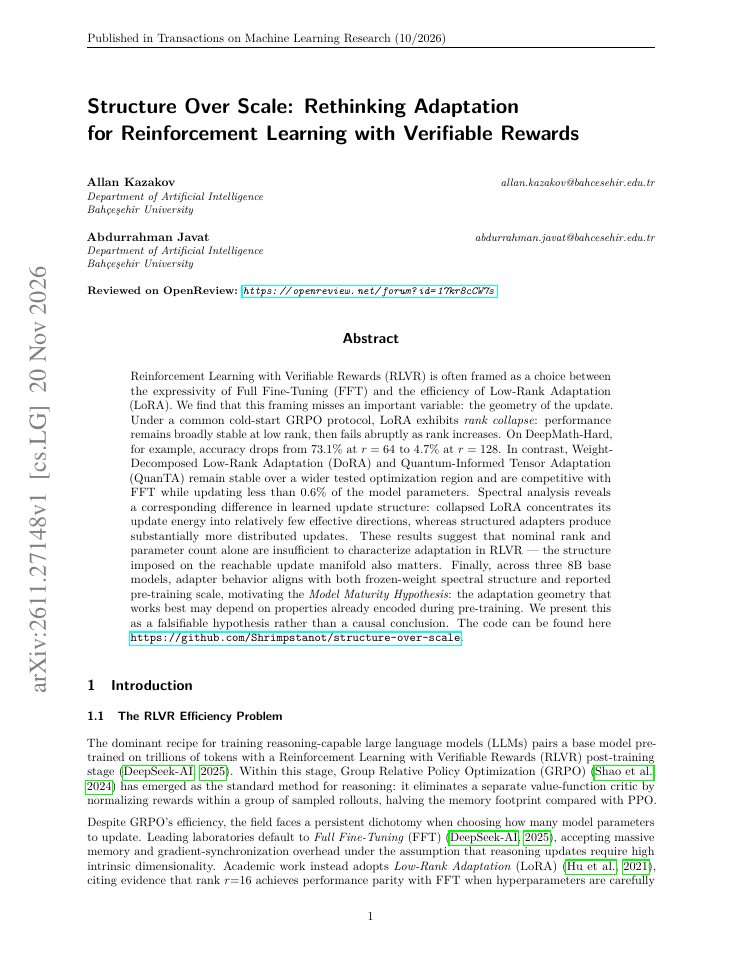 Published in Transactions on Machine Learning Research (10/2026)
Structure Over Scale: Rethinking Adaptation
for Reinforcement Learning with Verifiable Rewards
Allan Kazakov allan.kazakov@bahcesehir.edu.tr
Department of Artificial Intelligence
Bahçeşehir University
Abdurrahman Javat abdurrahman.javat@bahcesehir.edu.tr
Department of Artificial Intelligence
Bahçeşehir University
Reviewed on OpenReview: https://openreview.net/forum?id=17kr8cCW7s
Abstract
Reinforcement Learning with Verifiable Rewards (RLVR) is often framed as a choice between
the expressivity of Full Fine-Tuning (FFT) and the efficiency of Low-Rank Adaptation
(LoRA). We find that this framing misses an important variable: the geometry of the update.
Under a common cold-start GRPO protocol, LoRA exhibits rank collapse: performance
remains broadly stable at low rank, then fails abruptly as rank increases. On DeepMath-Hard,
for example, accuracy drops from 73.1% at r = 64 to 4.7% at r = 128. In contrast, Weight-
Decomposed Low-Rank Adaptation (DoRA) and Quantum-Informed Tensor Adaptation
(QuanTA) remain stable over a wider tested optimization region and are competitive with
FFT while updating less than 0.6% of the model parameters. Spectral analysis reveals
a corresponding difference in learned update structure: collapsed LoRA concentrates its
update energy into relatively few effective directions, whereas structured adapters produce
substantially more distributed updates. These results suggest that nominal rank and
parameter count alone are insufficient to characterize adaptation in RLVR — the structure
imposed on the reachable update manifold also matters. Finally, across three 8B base
models, adapter behavior aligns with both frozen-weight spectral structure and reported
pre-training scale, motivating the Model Maturity Hypothesis: the adaptation geometry that
works best may depend on properties already encoded during pre-training. We present this
as a falsifiable hypothesis rather than a causal conclusion. The code can be found here
https://github.com/Shrimpstanot/structure-over-scale.
1 Introduction
1.1 The RLVR Efficiency Problem
The dominant recipe for training reasoning-capable large language models (LLMs) pairs a base model pre-
trained on trillions of tokens with a Reinforcement Learning with Verifiable Rewards (RLVR) post-training
stage (DeepSeek-AI, 2025). Within this stage, Group Relative Policy Optimization (GRPO) (Shao et al.,
2024) has emerged as the standard method for reasoning: it eliminates a separate value-function critic by
normalizing rewards within a group of sampled rollouts, halving the memory footprint compared with PPO.
Despite GRPO's efficiency, the field faces a persistent dichotomy when choosing how many model parameters
to update. Leading laboratories default to Full Fine-Tuning (FFT) (DeepSeek-AI, 2025), accepting massive
memory and gradient-synchronization overhead under the assumption that reasoning updates require high
intrinsic dimensionality. Academic work instead adopts Low-Rank Adaptation (LoRA) (Hu et al., 2021),
citing evidence that rank r=16 achieves performance parity with FFT when hyperparameters are carefully
1
arXiv:2611.27148v1 [cs.LG] 20 Nov 2026